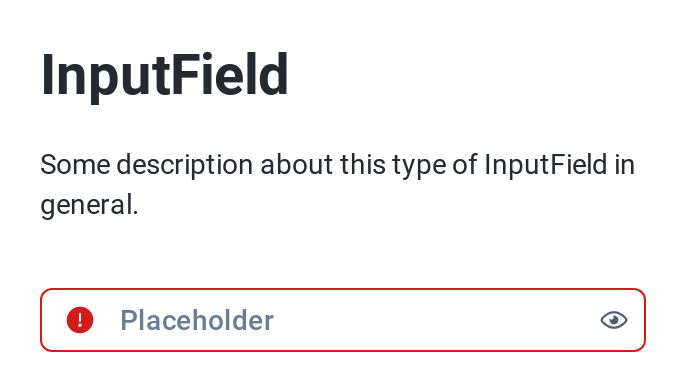 InputField
Some description about this type of InputField in
general.
Placeholder